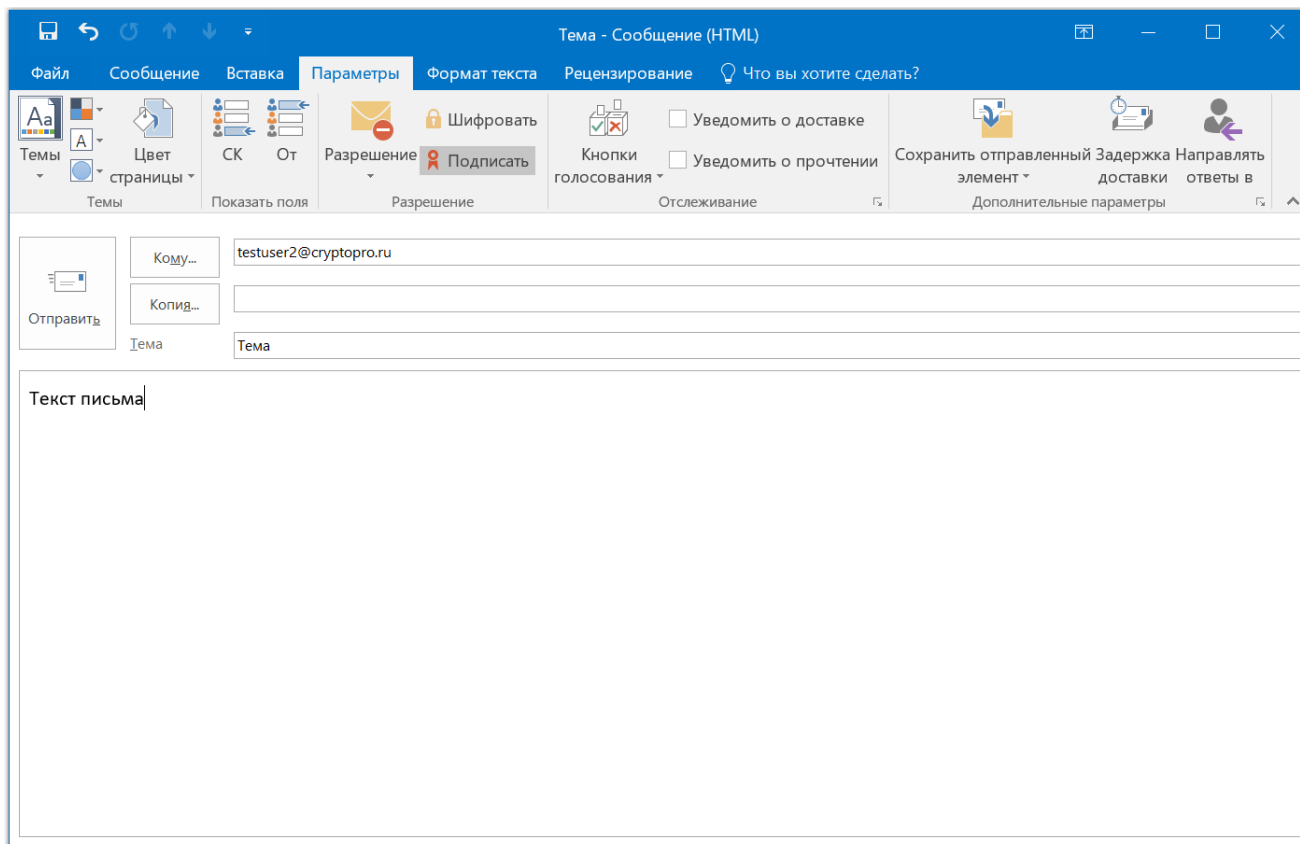 Тема - Сообщение (HTML)
Файл Сообщение Вставка Параметры Формат текста Рецензирование Что вы хотите сделать?
Aa
A
Темы
Цвет
страницы
СК
От
Разрешение
Шифровать
Подписать
Кнопки
голосования
Уведомить о доставке
Уведомить о прочтении
Сохранить отправленный
элемент
Задержка
доставки
Направлять
ответы в
Темы Показать поля Разрешение Отслеживание Дополнительные параметры
Отправить
Кому...
testuser2@cryptopro.ru
Копия...
Тема
Тема
Текст письма